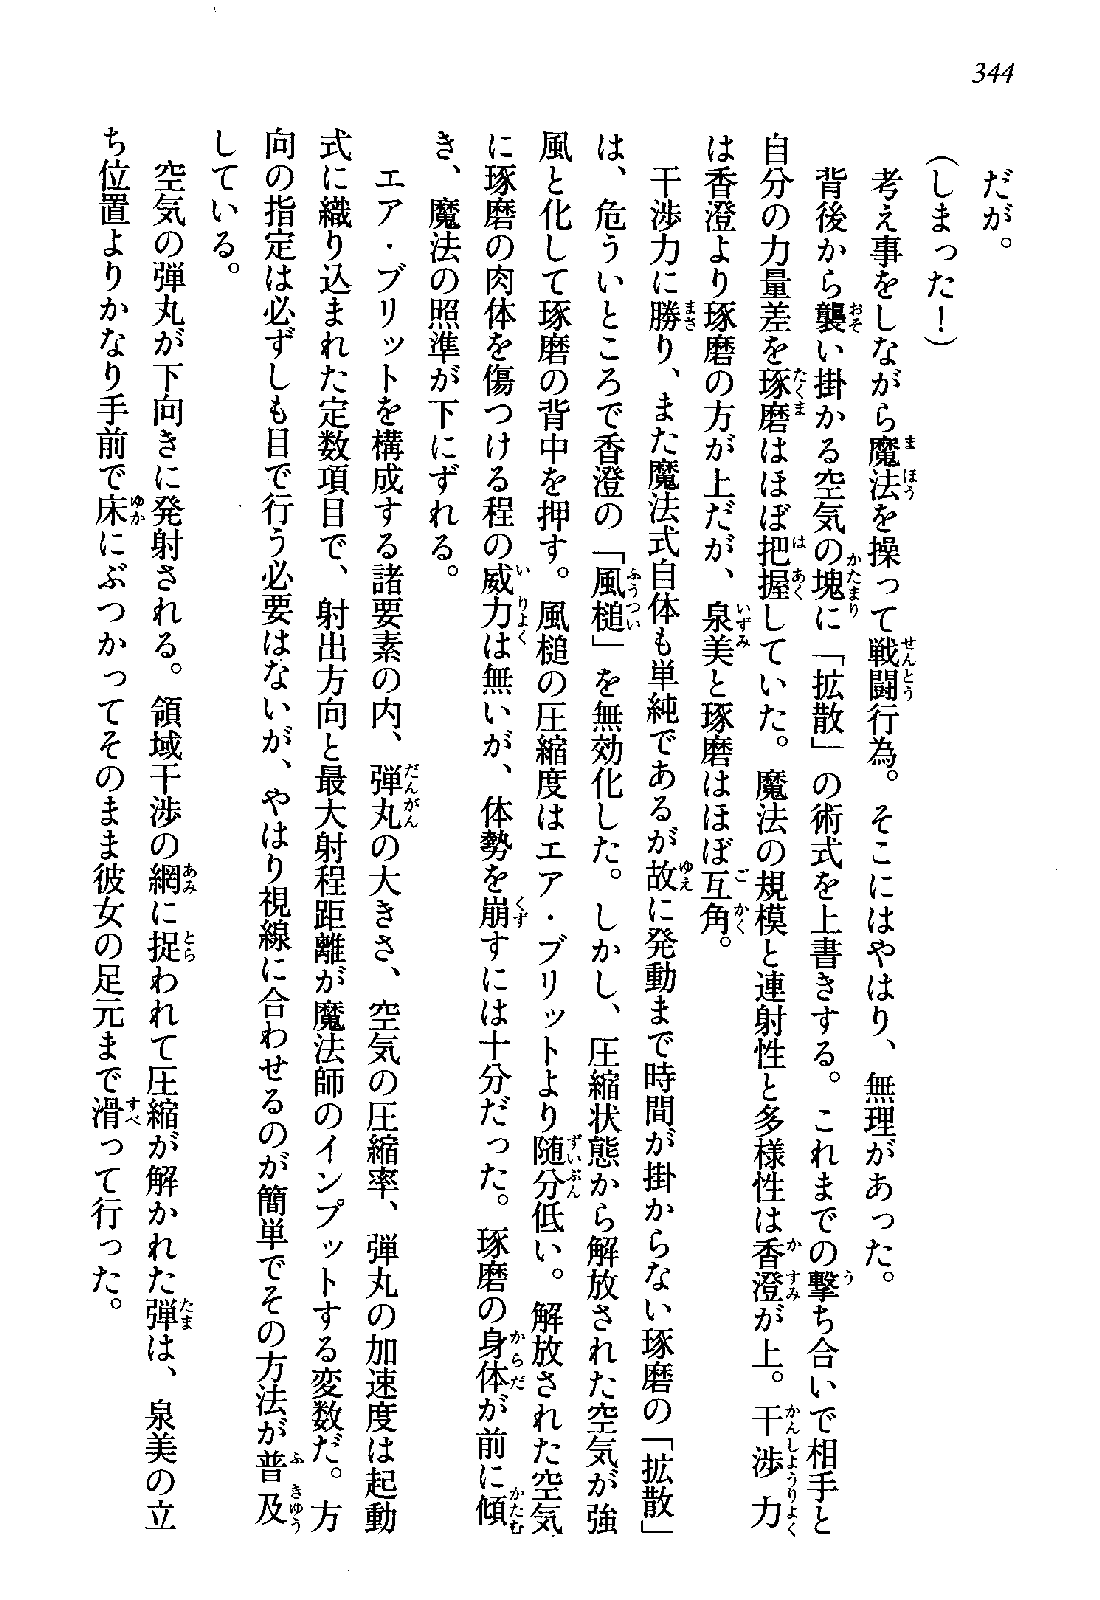 344
だが。
（しまった！）
考え事をしながら魔法を操って戦闘行為。そこにはやはり、無理があった。
背後から襲い掛かる空気の塊に「拡散」の術式を上書きする。これまでの撃ち合いで相手と
自分の力量差を琢磨はほぼ把握していた。魔法の規模と連射性と多様性は香澄が上。干渉力
は香澄より琢磨の方が上だが、泉美と琢磨はほぼ互角。
干渉力に勝り、また魔法式自体も単純であるが故に発動まで時間が掛からない琢磨の「拡散」
は、危ういところで香澄の「風槌」を無効化した。しかし、圧縮状態から解放された空気が強
風と化して琢磨の背中を押す。風槌の圧縮度はエア・ブリットより随分低い。解放された空気
に琢磨の肉体を傷つける程の威力は無いが、体勢を崩すには十分だった。琢磨の身体が前に傾
き、魔法の照準が下にずれる。
エア・ブリットを構成する諸要素の内、弾丸の大きさ、空気の圧縮率、弾丸の加速度は起動
式に織り込まれた定数項目で、射出方向と最大射程距離が魔法師のインプットする変数だ。方
向の指定は必ずしも目で行う必要はないが、やはり視線に合わせるのが簡単でその方法が普及
している。
空気の弾丸が下向きに発射される。領域干渉の網に捉われて圧縮が解かれた弾は、泉美の立
ち位置よりかなり手前で床にぶつかってそのまま彼女の足元まで滑って行った。